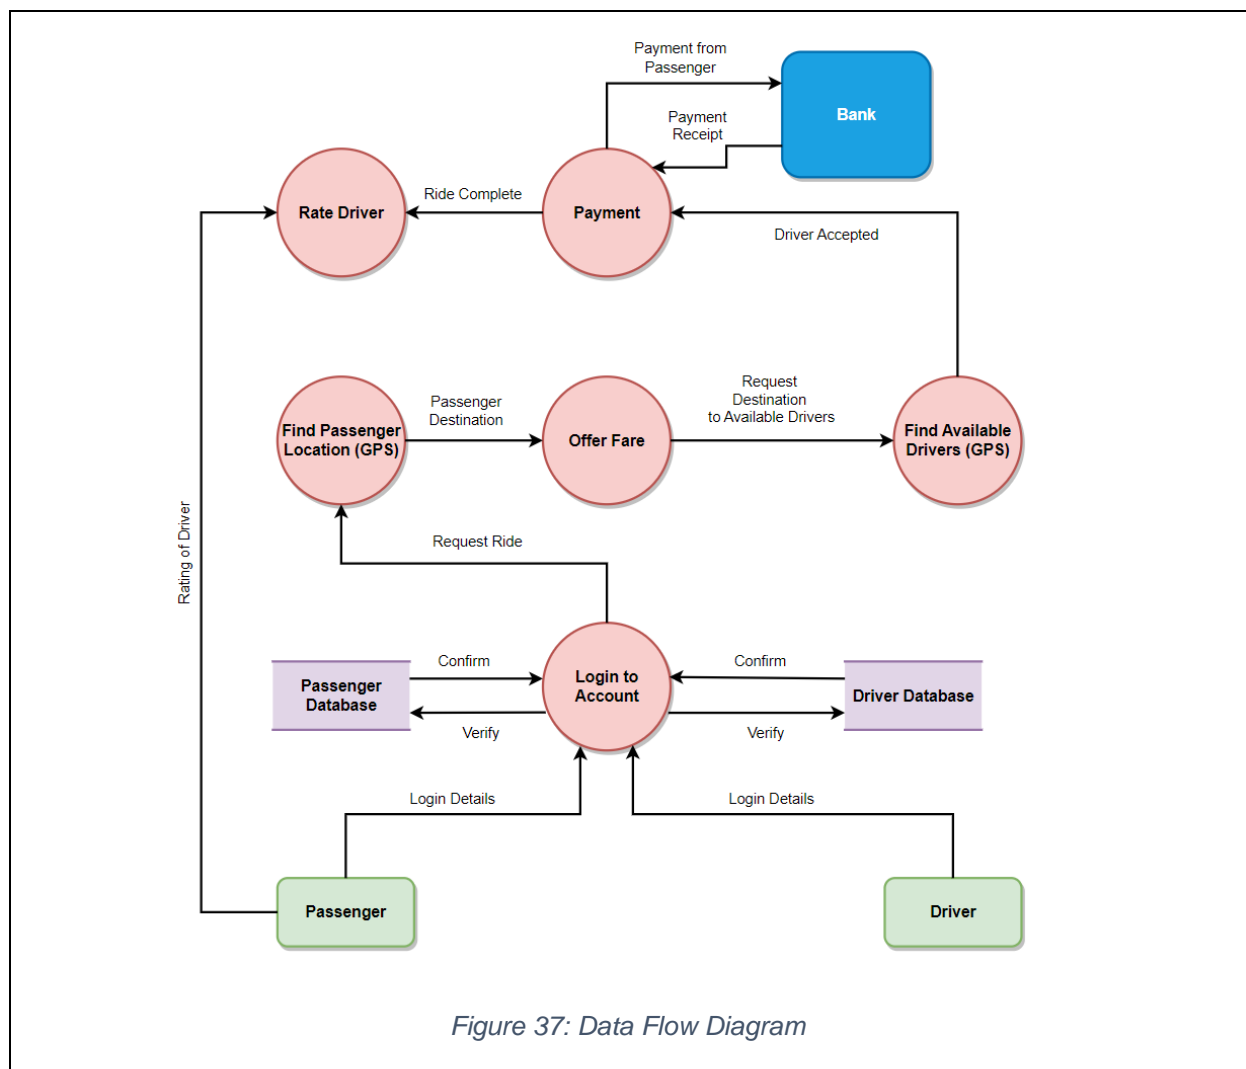 Payment from
Passenger
Bank
Payment
Receipt
Ride Complete
Rate Driver
Payment
Driver Accepted
Request
Destination
to Available Drivers
Passenger
Destination
Find Passenger
Location (GPS)
Offer Fare
Find Available
Drivers (GPS)
Rating of Driver
Request Ride
Confirm
Confirm
Passenger
Database
Login to
Account
Driver Database
Verify
Verify
Login Details
Login Details
Passenger
Driver
Figure 37: Data Flow Diagram